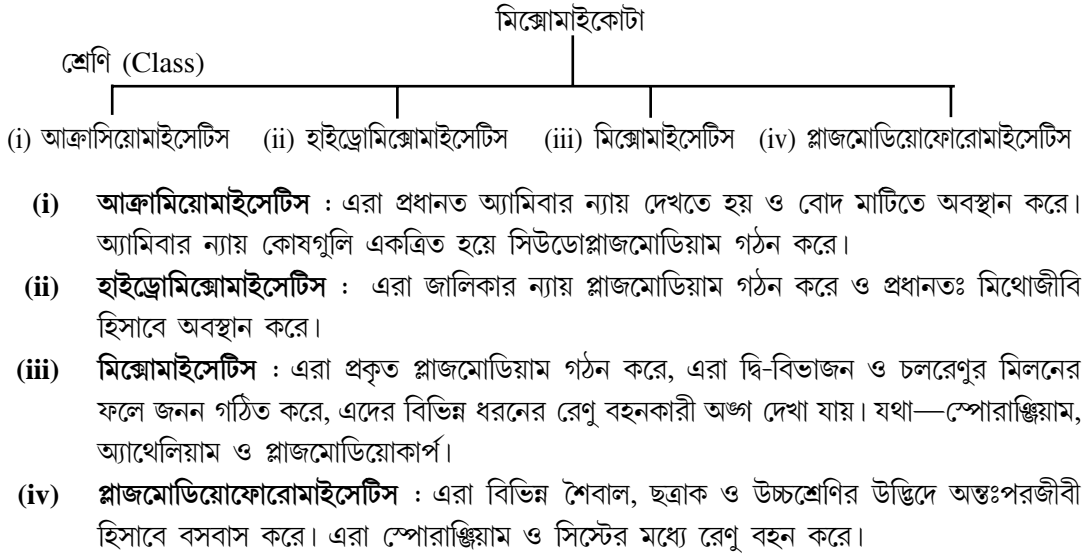 মিক্সোমাইকোটা
শ্রেণি (Class)
(i) আক্রাসিয়োমাইসেটিস (ii) হাইড্রোমিক্সোমাইসেটিস (iii) মিক্সোমাইসেটিস (iv) প্লাজমোডিয়োফোরোমাইসেটিস
(i) আক্রামিয়োমাইসেটিস : এরা প্রধানত অ্যামিবার ন্যায় দেখতে হয় ও বোদ মাটিতে অবস্থান করে।
অ্যামিবার ন্যায় কোষগুলি একত্রিত হয়ে সিউডোপ্লাজমোডিয়াম গঠন করে।
(ii) হাইড্রোমিক্সোমাইসেটিস : এরা জালিকার ন্যায় প্লাজমোডিয়াম গঠন করে ও প্রধানতঃ মিথোজীবি
হিসাবে অবস্থান করে।
(iii) মিক্সোমাইসেটিস : এরা প্রকৃত প্লাজমোডিয়াম গঠন করে, এরা দ্বি-বিভাজন ও চলরেণুর মিলনের
ফলে জনন গঠিত করে, এদের বিভিন্ন ধরনের রেণু বহনকারী অঙ্গ দেখা যায়। যথা—স্পোরাঞ্জিয়াম,
অ্যাথেলিয়াম ও প্লাজমোডিয়োকার্প।
(iv) প্লাজমোডিয়োফোরোমাইসেটিস : এরা বিভিন্ন শৈবাল, ছত্রাক ও উচ্চশ্রেণির উদ্ভিদে অন্তঃপরজীবী
হিসাবে বসবাস করে। এরা স্পোরাঞ্জিয়াম ও সিস্টের মধ্যে রেণু বহন করে।